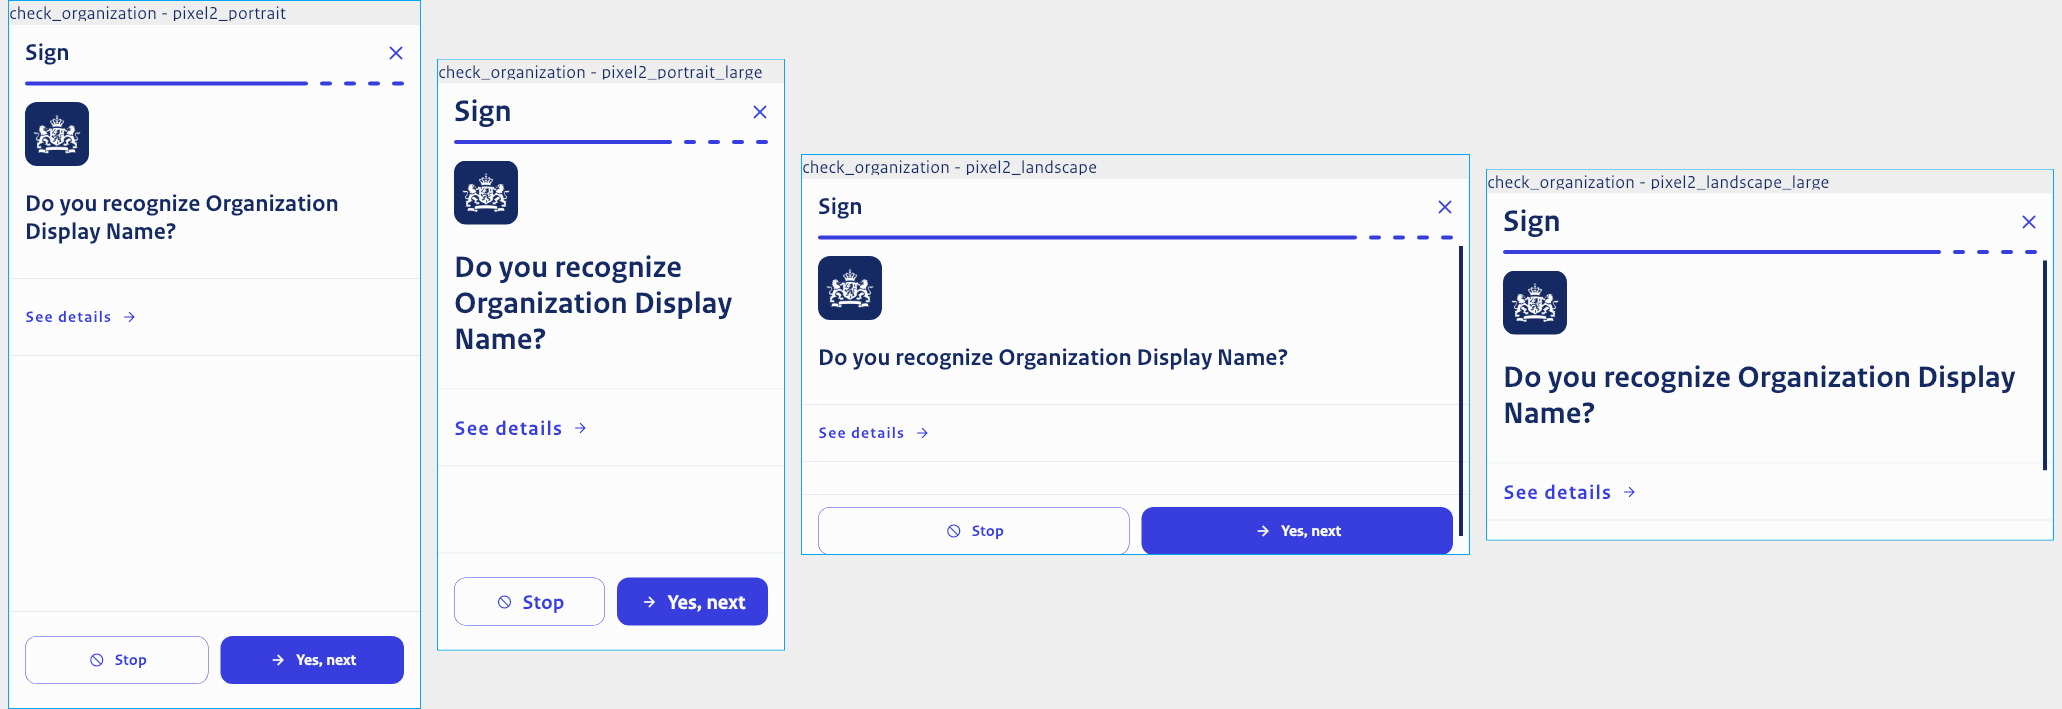 check_organization - pixel2_portrait
Sign
Do you recognize Organization
Display Name?
See details
Stop
Yes, next
check_organization - pixel2_portrait_large
Sign
Do you recognize
Organization Display
Name?
See details
Stop
Yes, next
check_organization - pixel2_landscape
Sign
Do you recognize Organization Display Name?
See details
Stop
Yes, next
check_organization - pixel2_landscape_large
Sign
Do you recognize Organization Display
Name?
See details